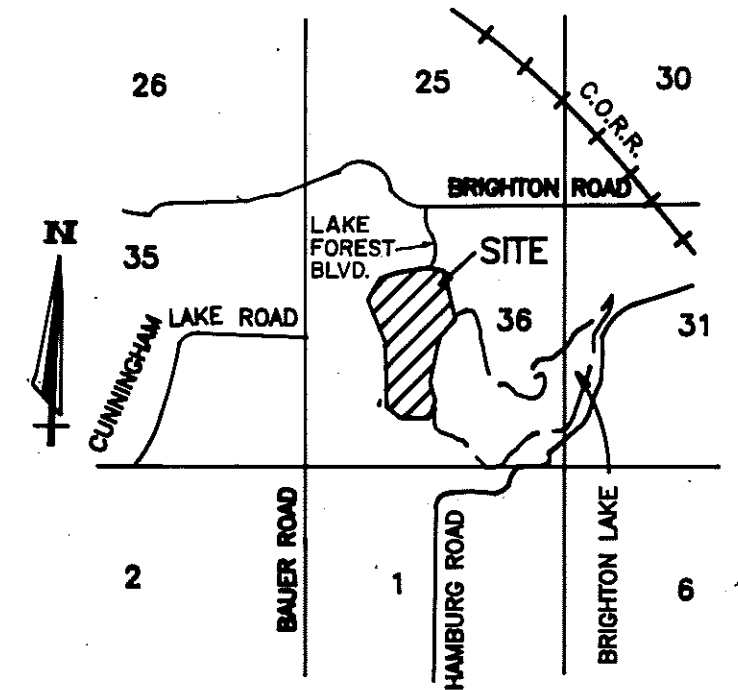 26
25
30
C.O.R.R.
BRIGHTON ROAD
N
LAKE
FOREST
BLVD.
SITE
35
36
31
CUNNINGHAM LAKE ROAD
BAUER ROAD
HAMBURG ROAD
BRIGHTON LAKE
2
1
6